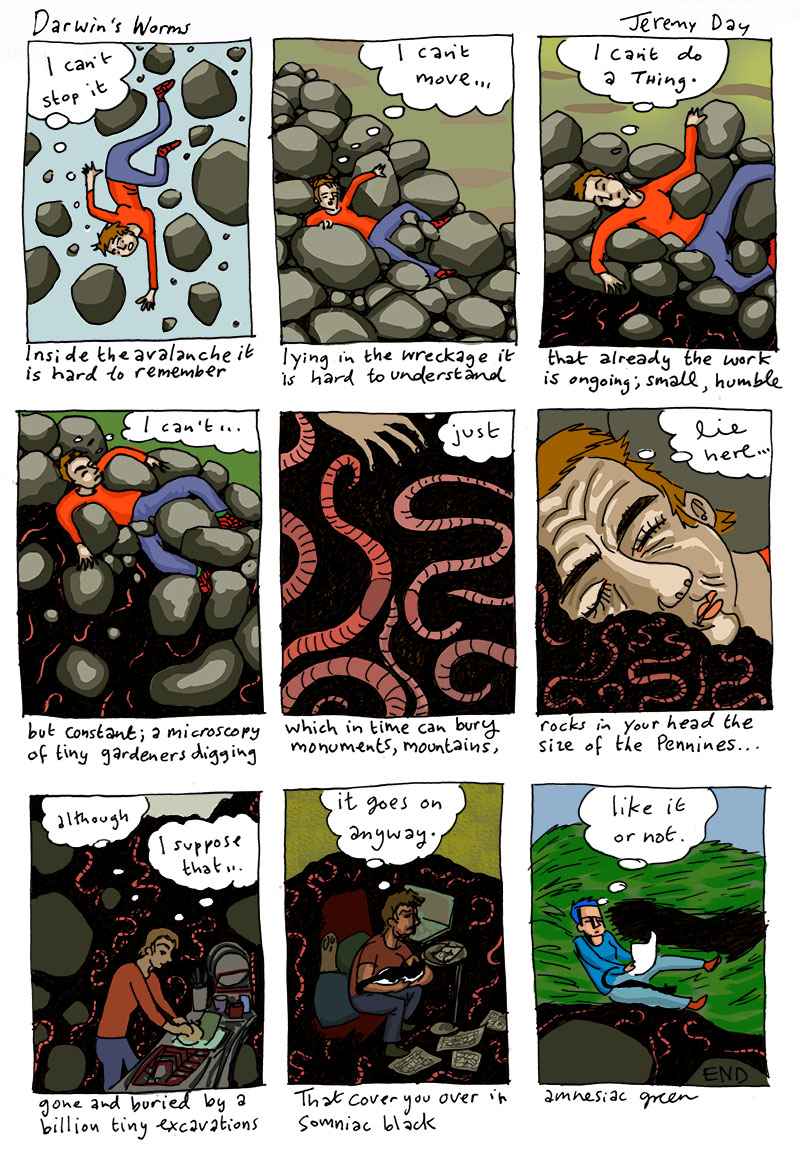 Darwin's Worms
Jeremy Day
I can't
stop it
Inside the avalanche it
is hard to remember
I can't
move...
lying in the wreckage it
is hard to understand
I can't do
a THING.
that already the work
is ongoing; small, humble
I can't...
but constant; a microscopy
of tiny gardeners digging
just
which in time can bury
monuments, mountains,
lie
here...
rocks in your head the
size of the Pennines...
although
I suppose
that...
gone and buried by a
billion tiny excavations
it goes on
anyway.
That cover you over in
Somniac black
like it
or not.
END
amnesiac green